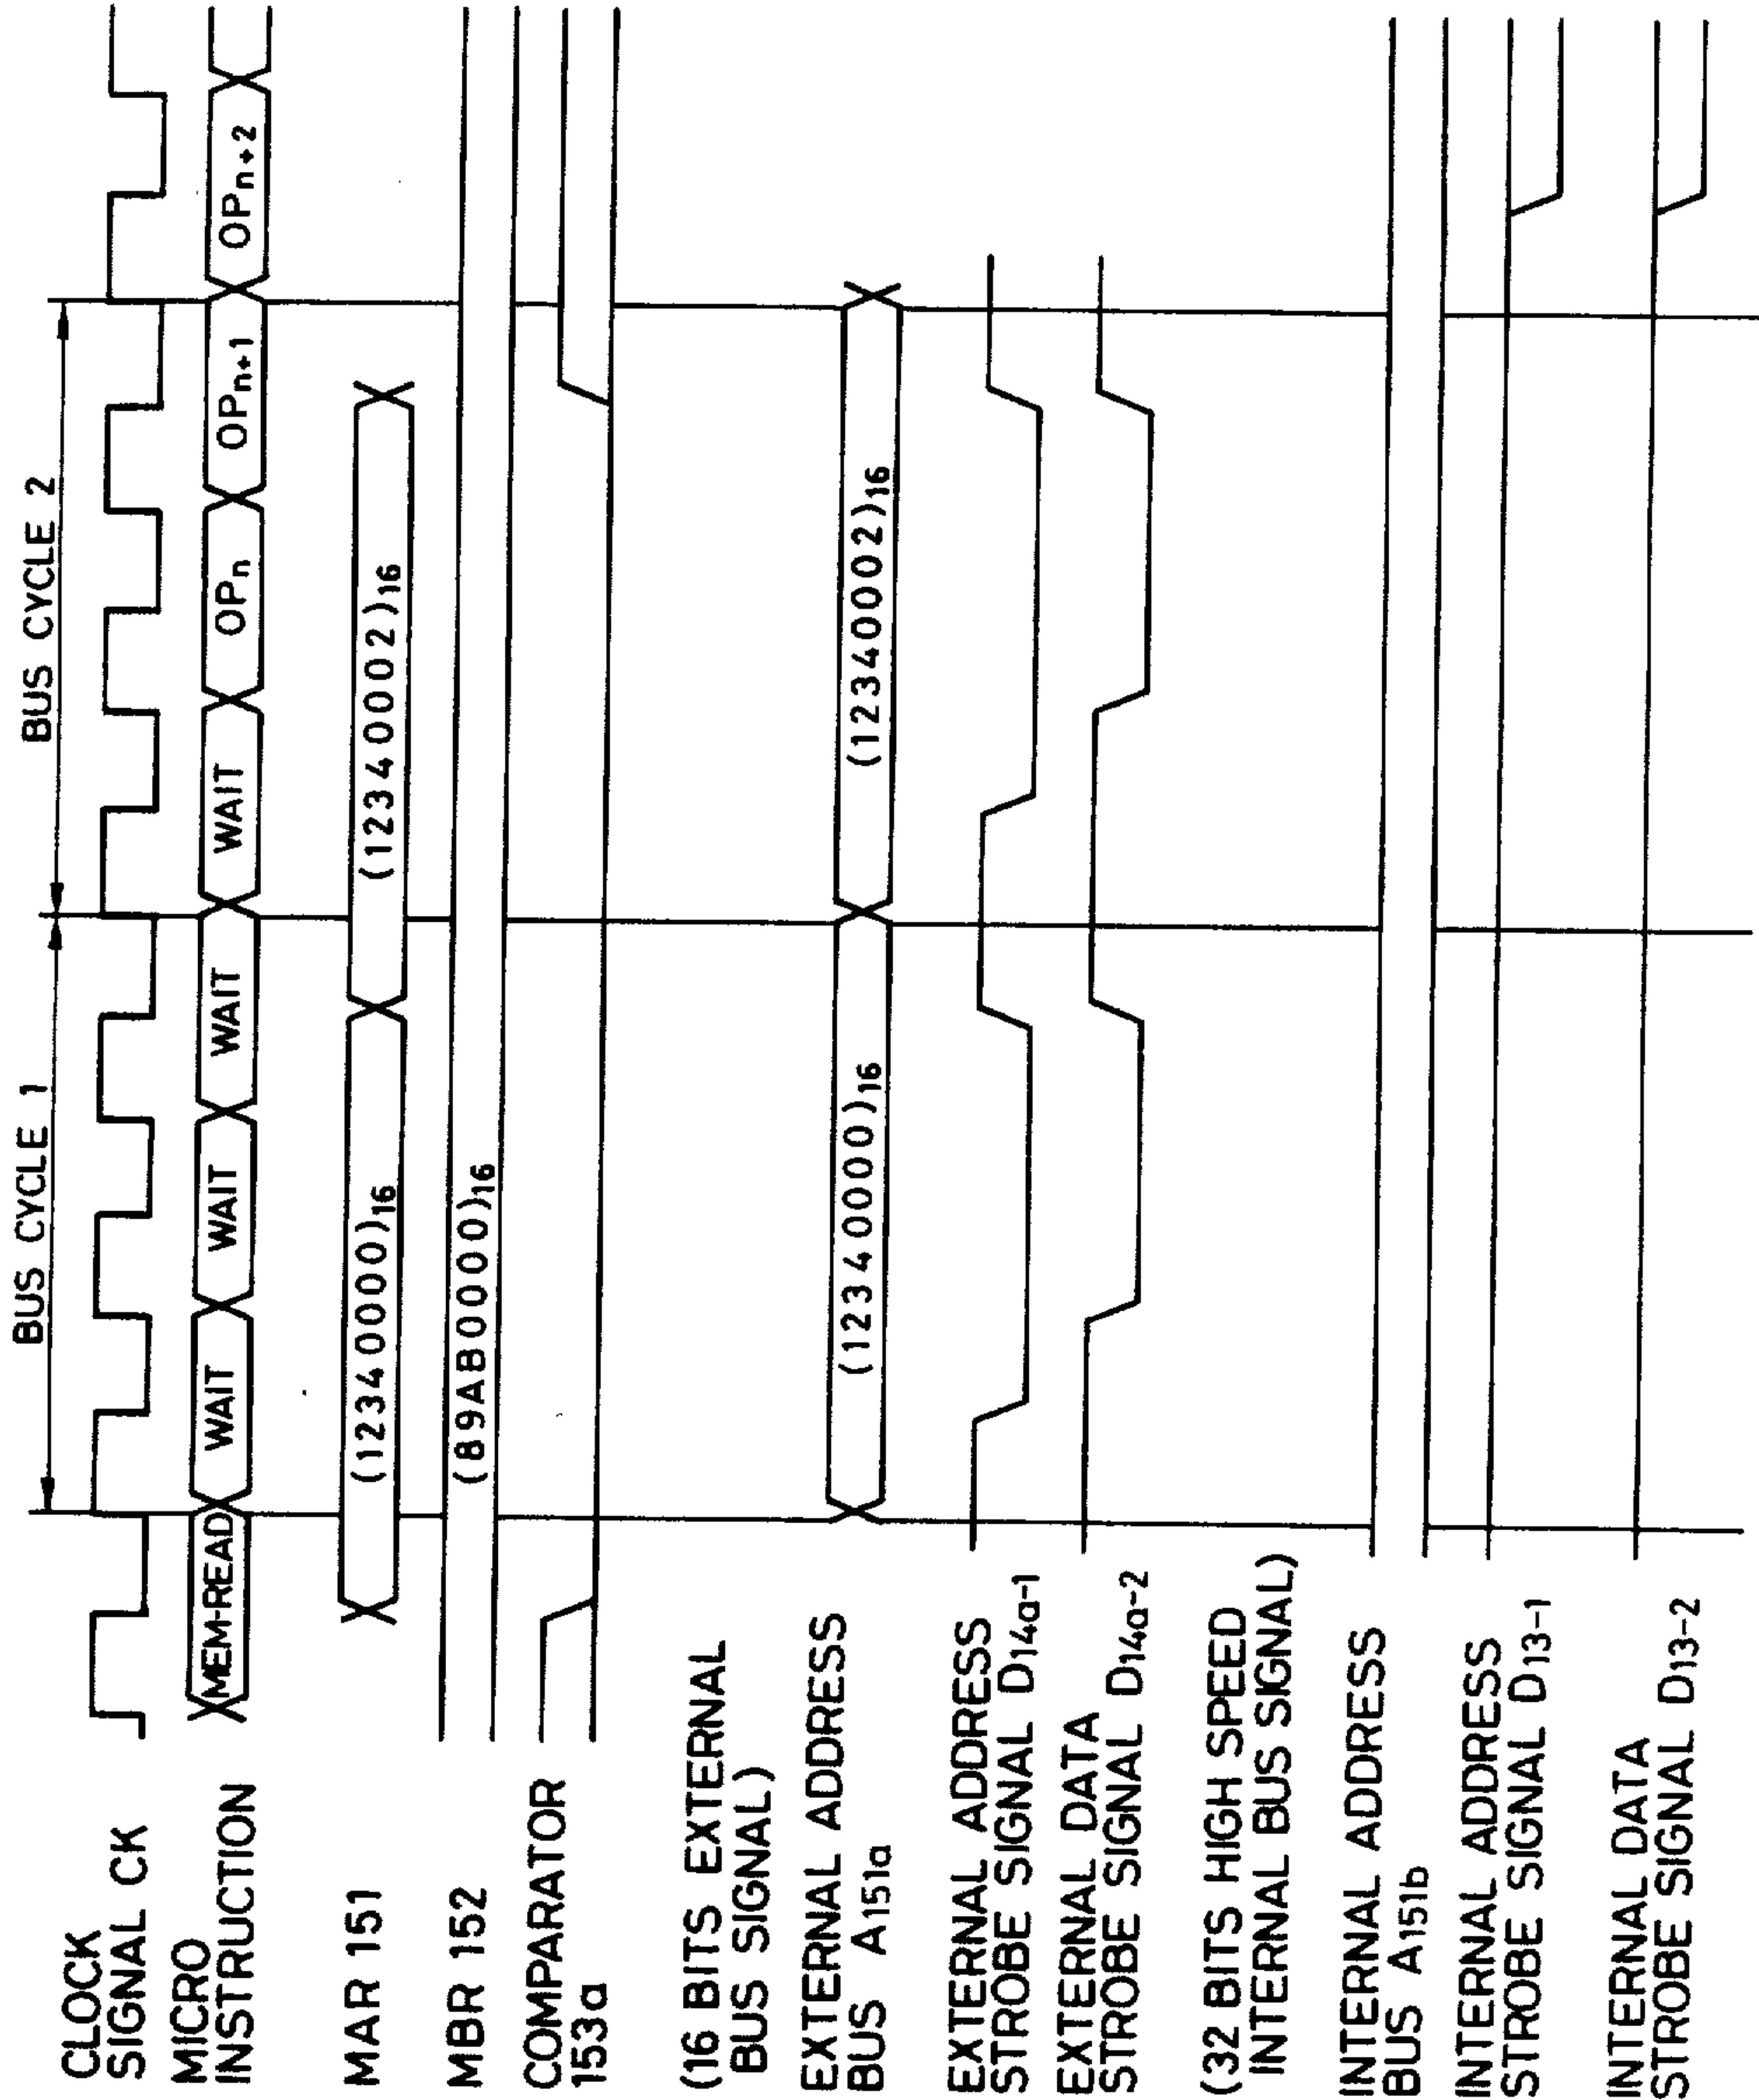 BUS CYCLE 1
BUS CYCLE 2
CLOCK
SIGNAL CK
MICRO
INSTRUCTION
MEM-READ
WAIT
WAIT
WAIT
WAIT
OPn
OPn+1
OPn+2
MAR 151
(12340000)16
(12340002)16
MBR 152
(89AB0000)16
COMPARATOR
153a
(16 BITS EXTERNAL
BUS SIGNAL)
EXTERNAL ADDRESS
BUS A151a
(12340000)16
(12340002)16
EXTERNAL ADDRESS
STROBE SIGNAL D14a-1
EXTERNAL DATA
STROBE SIGNAL D14a-2
(32 BITS HIGH SPEED
INTERNAL BUS SIGNAL)
INTERNAL ADDRESS
BUS A151b
INTERNAL ADDRESS
STROBE SIGNAL D13-1
INTERNAL DATA
STROBE SIGNAL D13-2